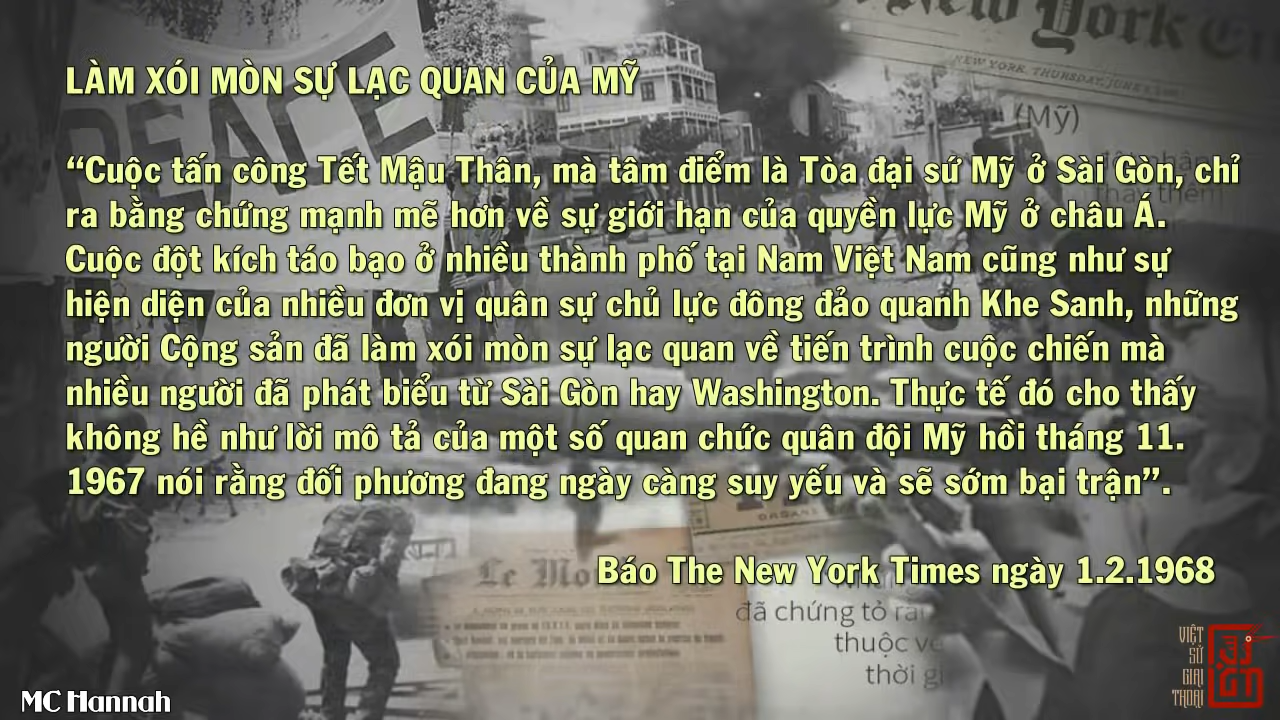 LÀM XÓI MÒN SỰ LẠC QUAN CỦA MỸ
“Cuộc tấn công Tết Mậu Thân, mà tâm điểm là Tòa đại sứ Mỹ ở Sài Gòn, chỉ
ra bằng chứng mạnh mẽ hơn về sự giới hạn của quyền lực Mỹ ở châu Á.
Cuộc đột kích táo bạo ở nhiều thành phố tại Nam Việt Nam cũng như sự
hiện diện của nhiều đơn vị quân sự chủ lực đông đảo quanh Khe Sanh, những
người Cộng sản đã làm xói mòn sự lạc quan về tiến trình cuộc chiến mà
nhiều người đã phát biểu từ Sài Gòn hay Washington. Thực tế đó cho thấy
không hề như lời mô tả của một số quan chức quân đội Mỹ hồi tháng 11.
1967 nói rằng đối phương đang ngày càng suy yếu và sẽ sớm bại trận”.
Báo The New York Times ngày 1.2.1968
PEACE
New York
NEW YORK, THURSDAY, JUNE
(Mỹ)
Le Mo
đã chứng tỏ
thuộc
thời
VIỆT
SỬ
GIAI
THOẠI
MC Hannah